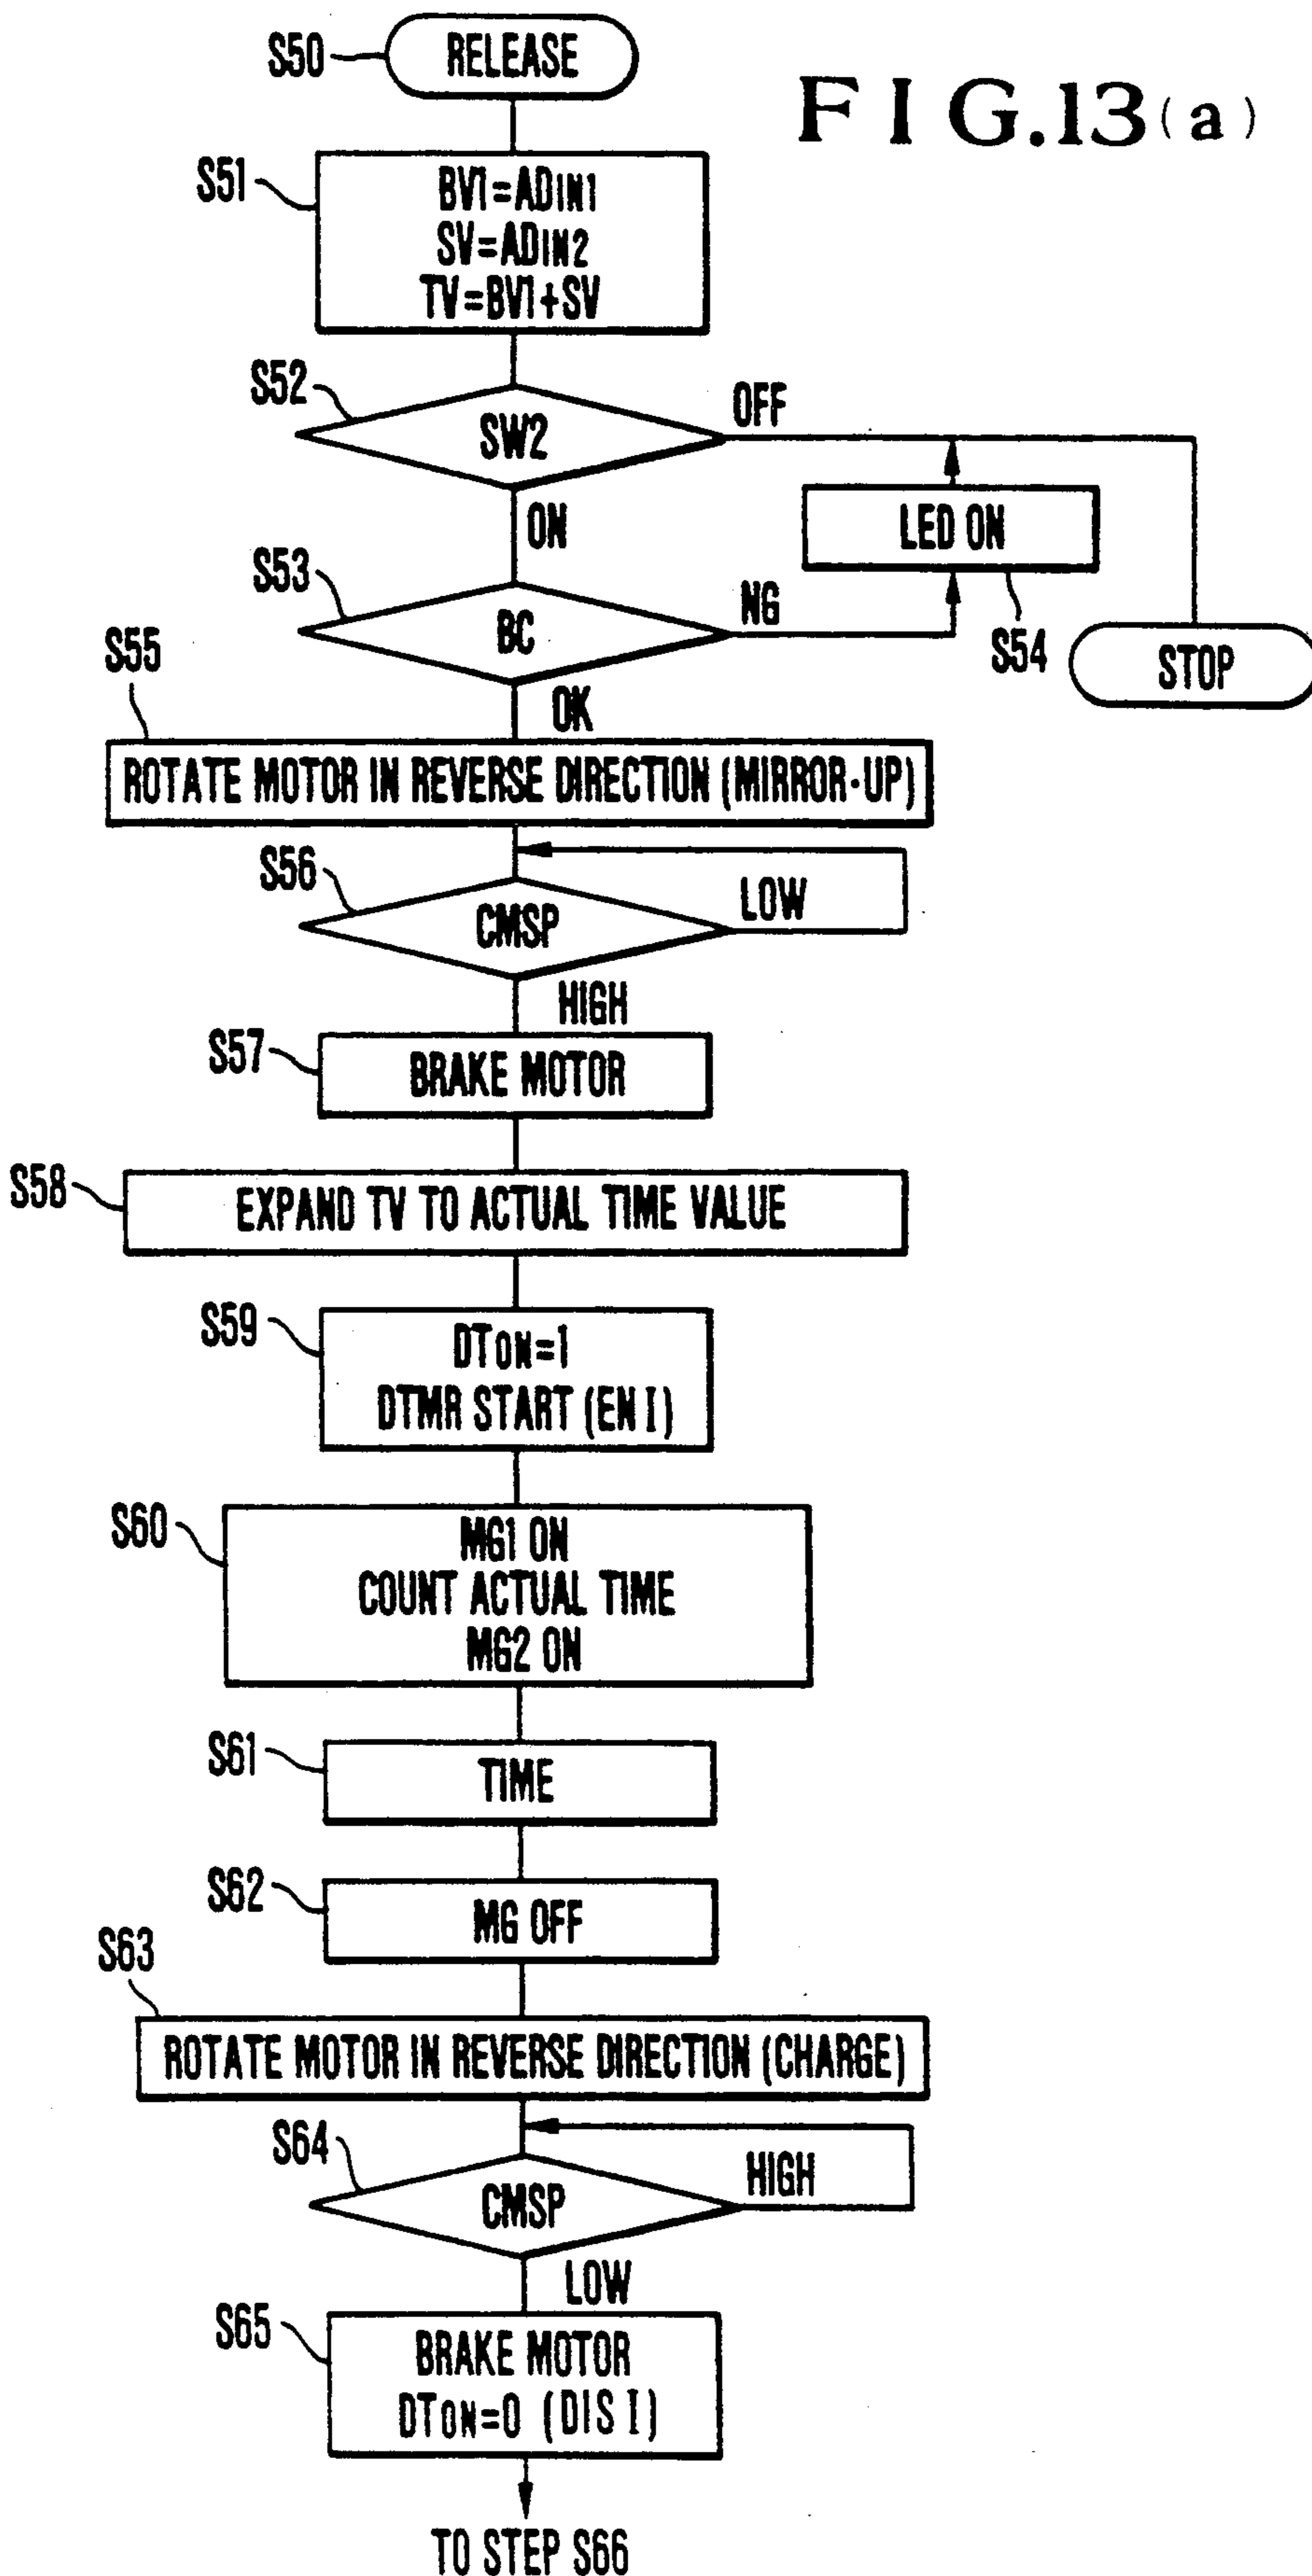 FIG.13(a)
S50
RELEASE
S51
BV1=ADIN1
SV=ADIN2
TV=BV1+SV
S52
SW2
OFF
ON
LED ON
S54
STOP
S53
BC
NG
OK
S55
ROTATE MOTOR IN REVERSE DIRECTION (MIRROR-UP)
S56
CMSP
LOW
HIGH
S57
BRAKE MOTOR
S58
EXPAND TV TO ACTUAL TIME VALUE
S59
DTON=1
DTMR START (EN I)
S60
MG1 ON
COUNT ACTUAL TIME
MG2 ON
S61
TIME
S62
MG OFF
S63
ROTATE MOTOR IN REVERSE DIRECTION (CHARGE)
S64
CMSP
HIGH
LOW
S65
BRAKE MOTOR
DTON=0 (DIS I)
TO STEP S66